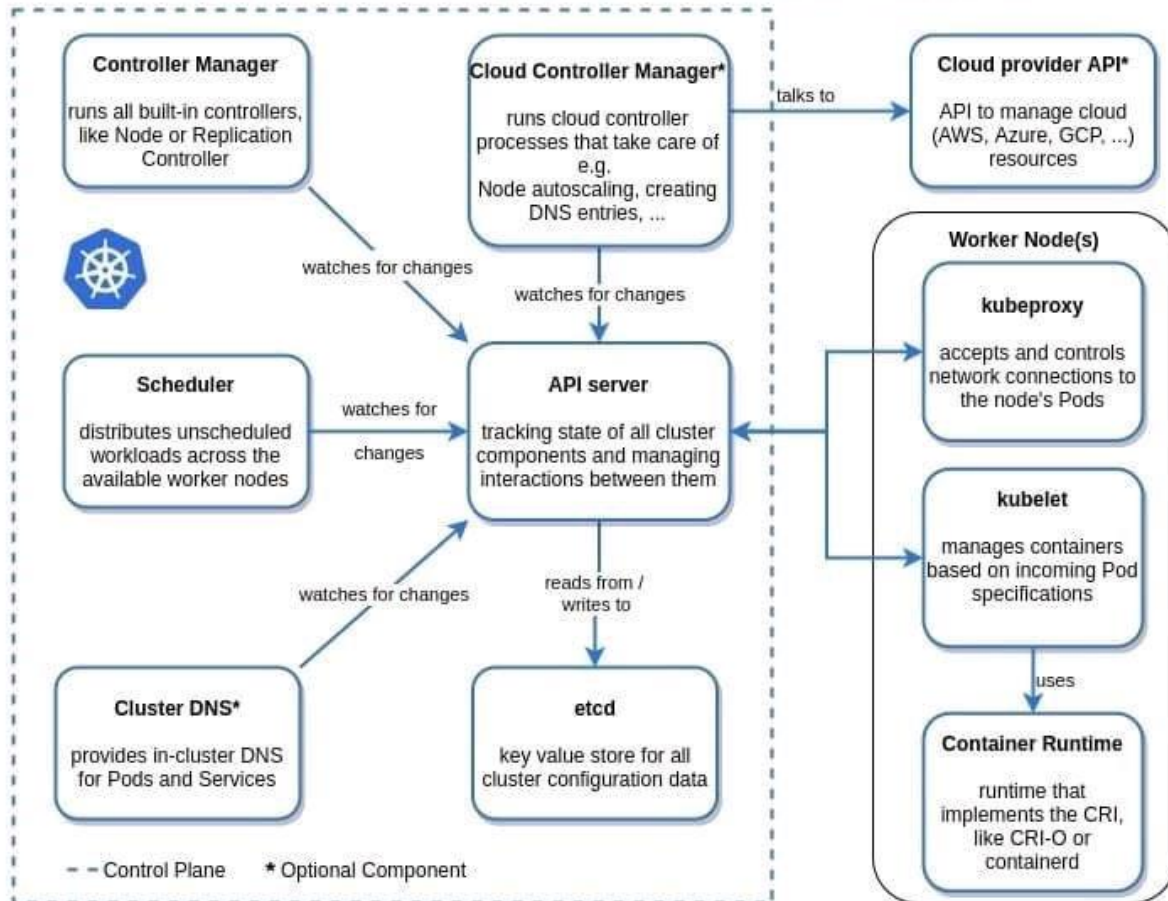 Controller Manager
runs all built-in controllers,
like Node or Replication
Controller
Cloud Controller Manager*
runs cloud controller
processes that take care of
e.g.
Node autoscaling, creating
DNS entries, ...
talks to
Cloud provider API*
API to manage cloud
(AWS, Azure, GCP, ...)
resources
watches for changes
watches for changes
Worker Node(s)
kubeproxy
accepts and controls
network connections to
the node's Pods
Scheduler
distributes unscheduled
workloads across the
available worker nodes
watches for
changes
API server
tracking state of all cluster
components and managing
interactions between them
kubelet
manages containers
based on incoming Pod
specifications
watches for changes
reads from /
writes to
uses
Cluster DNS*
provides in-cluster DNS
for Pods and Services
etcd
key value store for all
cluster configuration data
Container Runtime
runtime that
implements the CRI,
like CRI-O or
containerd
Control Plane
* Optional Component